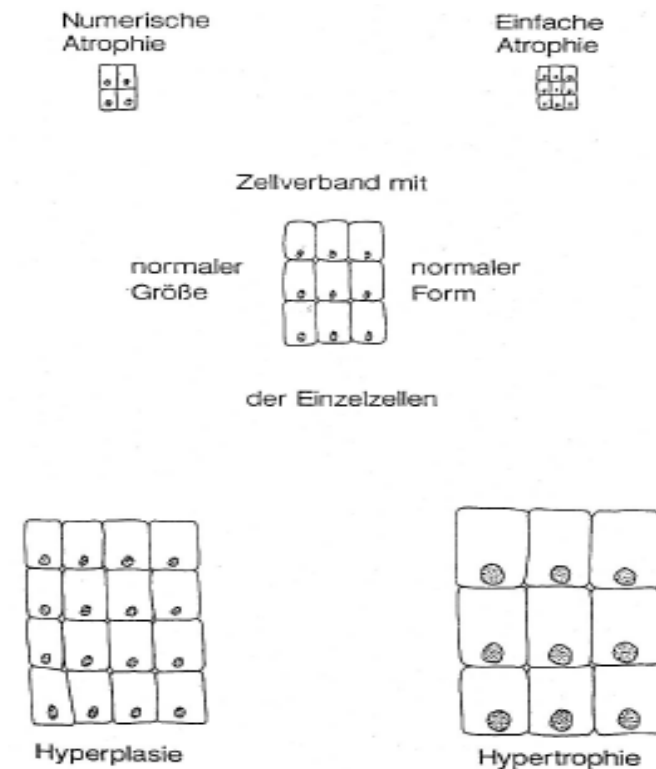 Numerische
Atrophie
Einfache
Atrophie
Zellverband mit
normaler
Größe
normaler
Form
der Einzelzellen
Hyperplasie
Hypertrophie